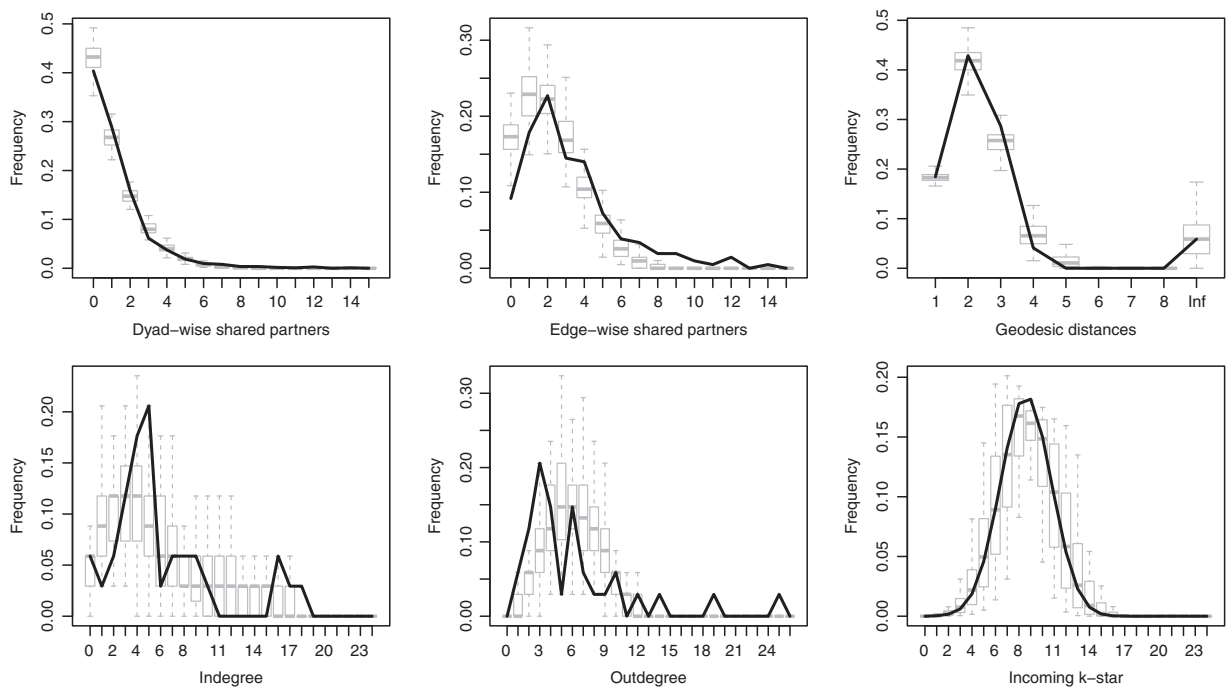 0.0 0.1 0.2 0.3 0.4 0.5
Frequency
0 2 4 6 8 10 12 14
Dyad−wise shared partners
0.00 0.10 0.20 0.30
Frequency
0 2 4 6 8 10 12 14
Edge−wise shared partners
0.0 0.1 0.2 0.3 0.4 0.5
Frequency
1 2 3 4 5 6 7 8 Inf
Geodesic distances
0.00 0.05 0.10 0.15 0.20
Frequency
0 2 4 6 8 11 14 17 20 23
Indegree
0.00 0.10 0.20 0.30
Frequency
0 3 6 9 12 15 18 21 24
Outdegree
0.00 0.05 0.10 0.15 0.20
Frequency
0 2 4 6 8 11 14 17 20 23
Incoming k−star